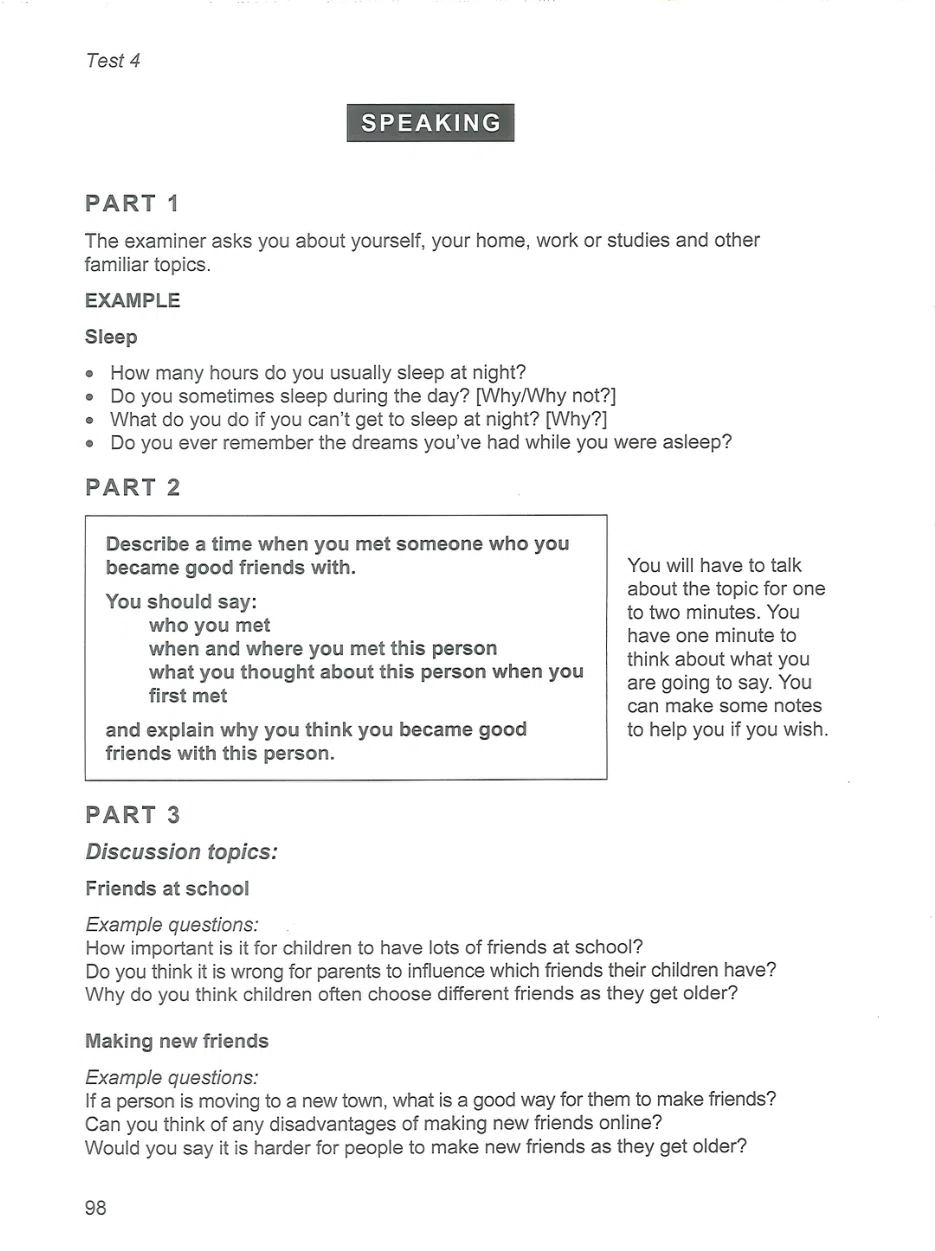 Test 4
SPEAKING
PART 1
The examiner asks you about yourself, your home, work or studies and other
familiar topics.
EXAMPLE
Sleep
• How many hours do you usually sleep at night?
• Do you sometimes sleep during the day? [Why/Why not?]
• What do you do if you can't get to sleep at night? [Why?]
• Do you ever remember the dreams you've had while you were asleep?
PART 2
Describe a time when you met someone who you
became good friends with.
You should say:
who you met
when and where you met this person
what you thought about this person when you
first met
and explain why you think you became good
friends with this person.
You will have to talk
about the topic for one
to two minutes. You
have one minute to
think about what you
are going to say. You
can make some notes
to help you if you wish.
PART 3
Discussion topics:
Friends at school
Example questions:
How important is it for children to have lots of friends at school?
Do you think it is wrong for parents to influence which friends their children have?
Why do you think children often choose different friends as they get older?
Making new friends
Example questions:
If a person is moving to a new town, what is a good way for them to make friends?
Can you think of any disadvantages of making new friends online?
Would you say it is harder for people to make new friends as they get older?
98